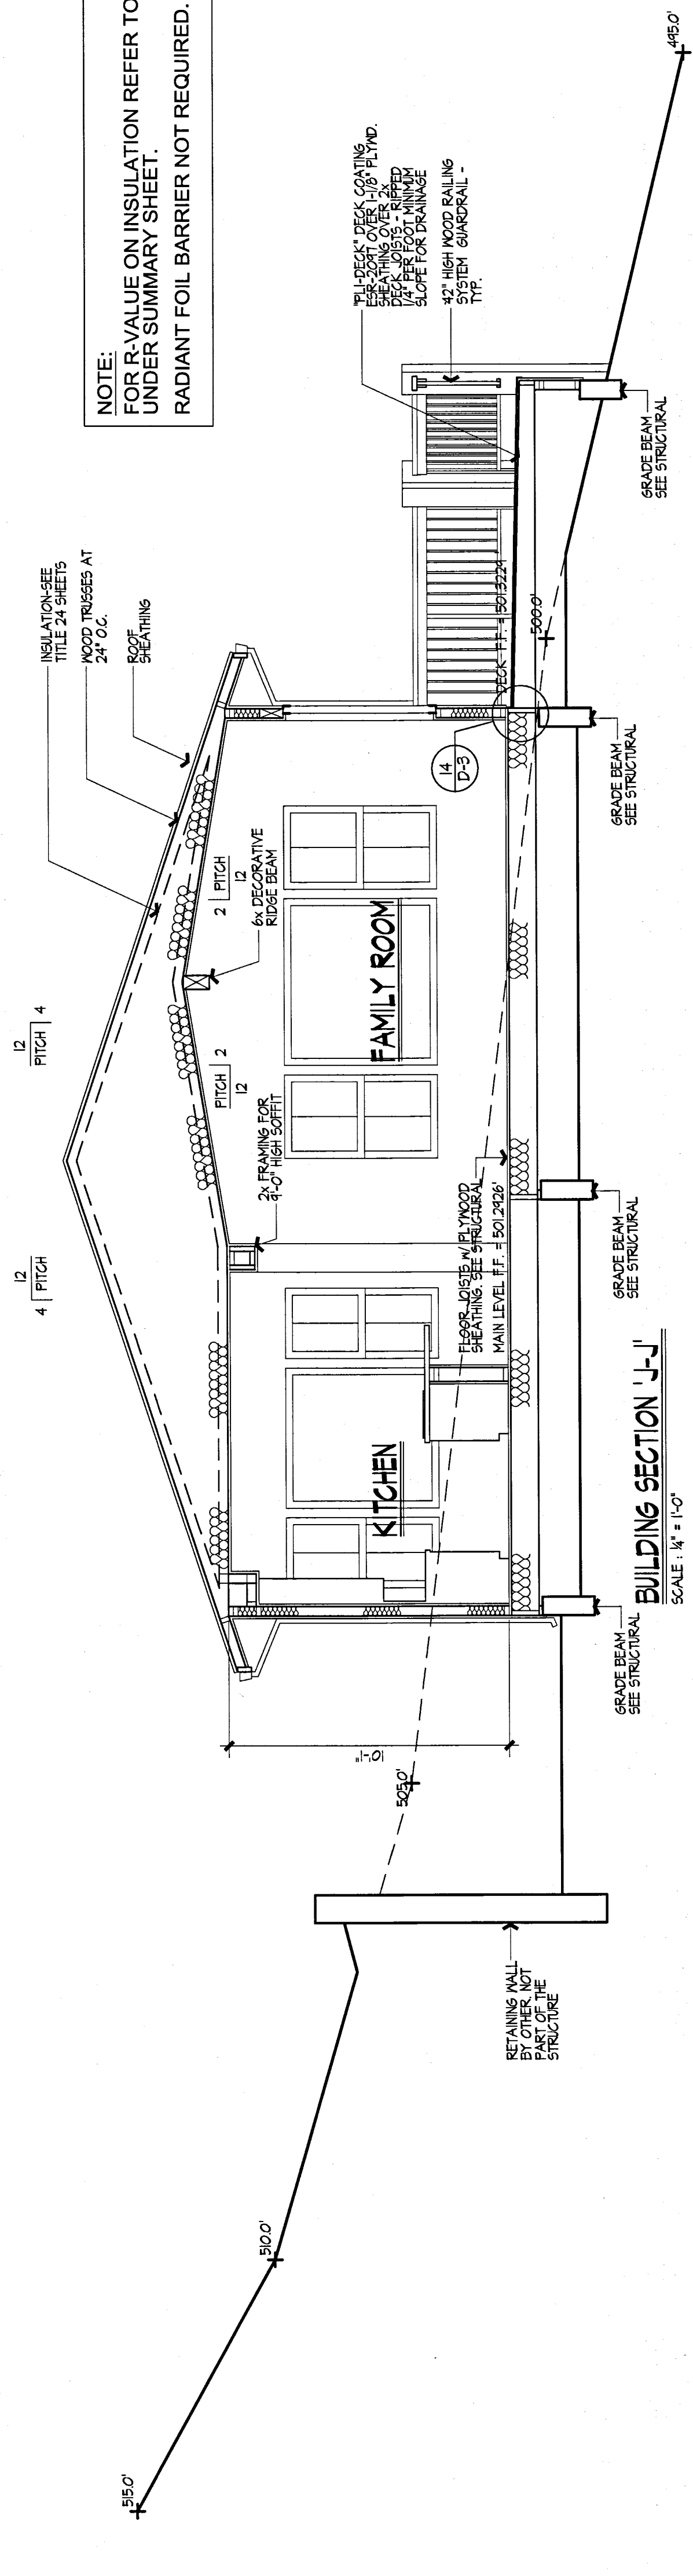 NOTE:
FOR R-VALUE ON INSULATION REFER TO
UNDER SUMMARY SHEET.
RADIANT FOIL BARRIER NOT REQUIRED.
INSULATION-SEE
TITLE 24 SHEETS
WOOD TRUSSES AT
24" O.C.
ROOF
SHEATHING
12
4 PITCH
12
PITCH 4
PITCH 2
12
2 PITCH
12
6x DECORATIVE
RIDGE BEAM
2x FRAMING FOR
9'-0" HIGH SOFFIT
"PLI-DECK" DECK COATING
ESR-2097 OVER 1-1/8" PLYWD.
SHEATHING OVER 2x
DECK JOISTS - RIPPED
1/4" PER FOOT MINIMUM
SLOPE FOR DRAINAGE
42" HIGH WOOD RAILING
SYSTEM GUARDRAIL -
TYP.
KITCHEN
FAMILY ROOM
14
D-3
FLOOR JOISTS w/ PLYWOOD
SHEATHING. SEE STRUCTURAL
MAIN LEVEL F.F. = 501.2926'
DECK F.F. = 501.3229
515.0'
510.0'
505.0'
500.0'
495.0'
RETAINING WALL
BY OTHER. NOT
PART OF THE
STRUCTURE
GRADE BEAM
SEE STRUCTURAL
GRADE BEAM
SEE STRUCTURAL
GRADE BEAM
SEE STRUCTURAL
GRADE BEAM
SEE STRUCTURAL
BUILDING SECTION 'J-J'
SCALE : 1/4" = 1'-0"